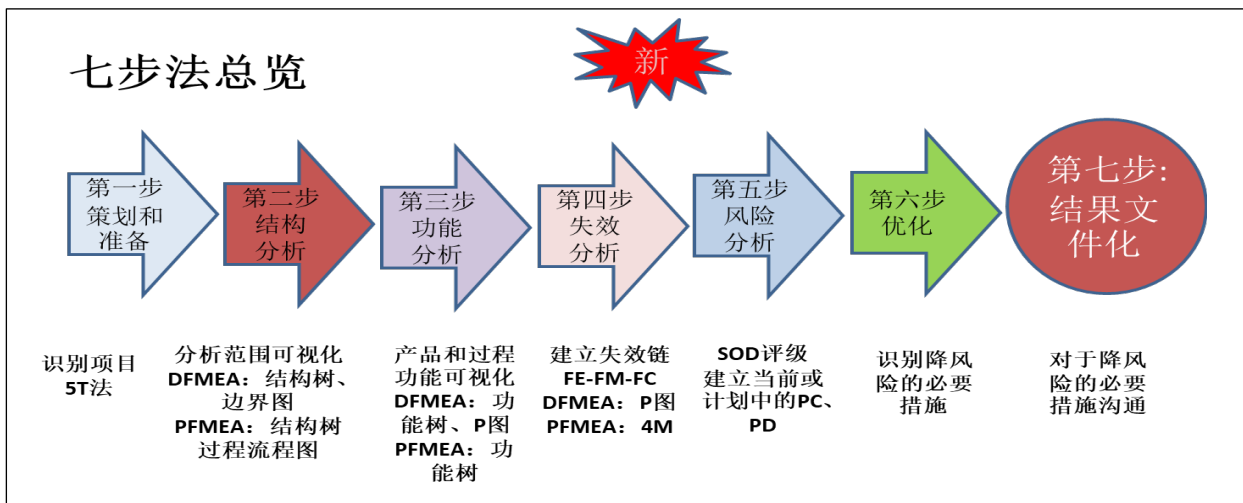 七步法总览
新
第一步
策划和
准备
第二步
结构
分析
第三步
功能
分析
第四步
失效
分析
第五步
风险
分析
第六步
优化
第七步:
结果文
件化
识别项目
5T法
分析范围可视化
DFMEA：结构树、
边界图
PFMEA：结构树
过程流程图
产品和过程
功能可视化
DFMEA：功
能树、P图
PFMEA：功
能树
建立失效链
FE-FM-FC
DFMEA：P图
PFMEA：4M
SOD评级
建立当前或
计划中的PC、
PD
识别降风
险的必要
措施
对于降风
险的必要
措施沟通